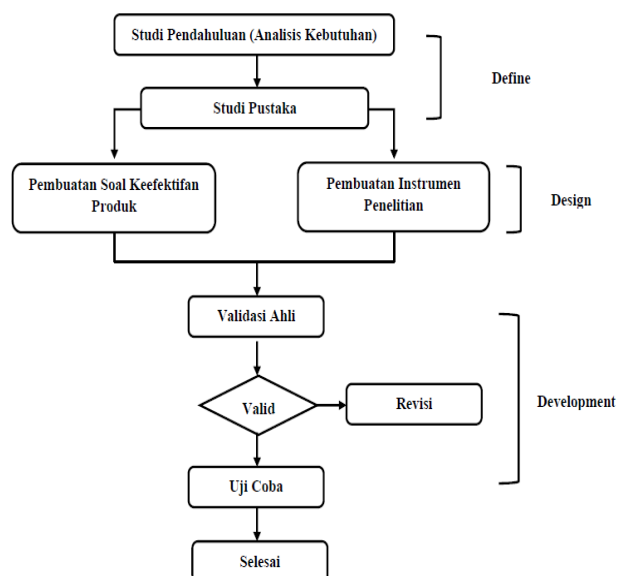 Studi Pendahuluan (Analisis Kebutuhan)
Define
Studi Pustaka
Pembuatan Soal Keefektifan
Produk
Pembuatan Instrumen
Penelitian
Design
Validasi Ahli
Valid
Revisi
Development
Uji Coba
Selesai